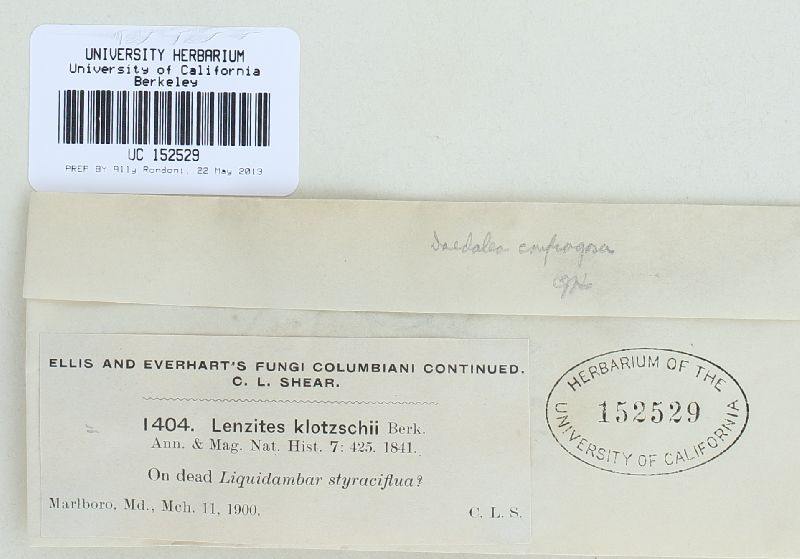 UNIVERSITY HERBARIUM
University of California
Berkeley
UC 152529
PREP BY Ally Rondoni, 22 May 2013
Daedalea confragosa
ELLIS AND EVERHART'S FUNGI COLUMBIANI CONTINUED.
C. L. SHEAR.
1404. Lenzites klotzschii Berk.
Ann. & Mag. Nat. Hist. 7: 425. 1841.
On dead Liquidambar styraciflua?
Marlboro, Md., Mch. 11, 1900.
C. L. S.
HERBARIUM OF THE
152529
UNIVERSITY OF CALIFORNIA